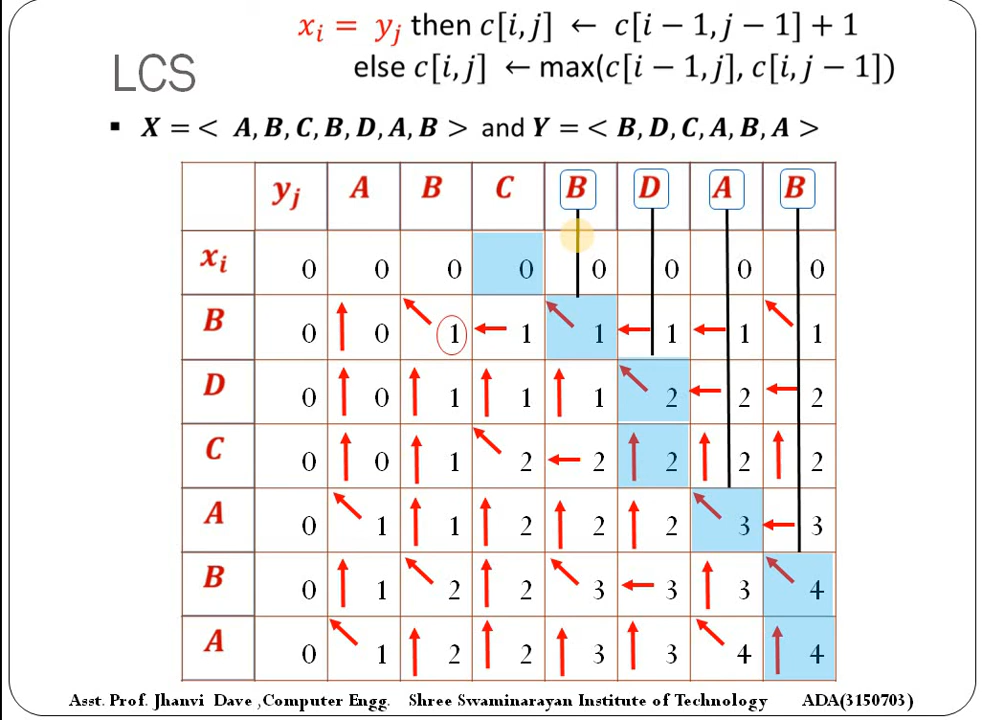 x_i = y_j then c[i,j] ← c[i − 1, j − 1] + 1
LCS
else c[i,j] ← max(c[i − 1, j], c[i, j − 1])
▪ X = < A, B, C, B, D, A, B > and Y = < B, D, C, A, B, A >
y_j A B C B D A B
x_i 0 0 0 0 0 0 0 0
B 0 ↑ 0 ↖ 1 ← 1 ↖ 1 ← 1 ← 1 ↖ 1
D 0 ↑ 0 ↑ 1 ↑ 1 ↑ 1 ↖ 2 ← 2 ← 2
C 0 ↑ 0 ↑ 1 ↖ 2 ← 2 ↑ 2 ↑ 2 ↑ 2
A 0 ↖ 1 ↑ 1 ↑ 2 ↑ 2 ↑ 2 ↖ 3 ← 3
B 0 ↑ 1 ↖ 2 ↑ 2 ↖ 3 ← 3 ↑ 3 ↖ 4
A 0 ↖ 1 ↑ 2 ↑ 2 ↑ 3 ↑ 3 ↖ 4 ↑ 4
Asst. Prof. Jhanvi Dave ,Computer Engg. Shree Swaminarayan Institute of Technology ADA(3150703)